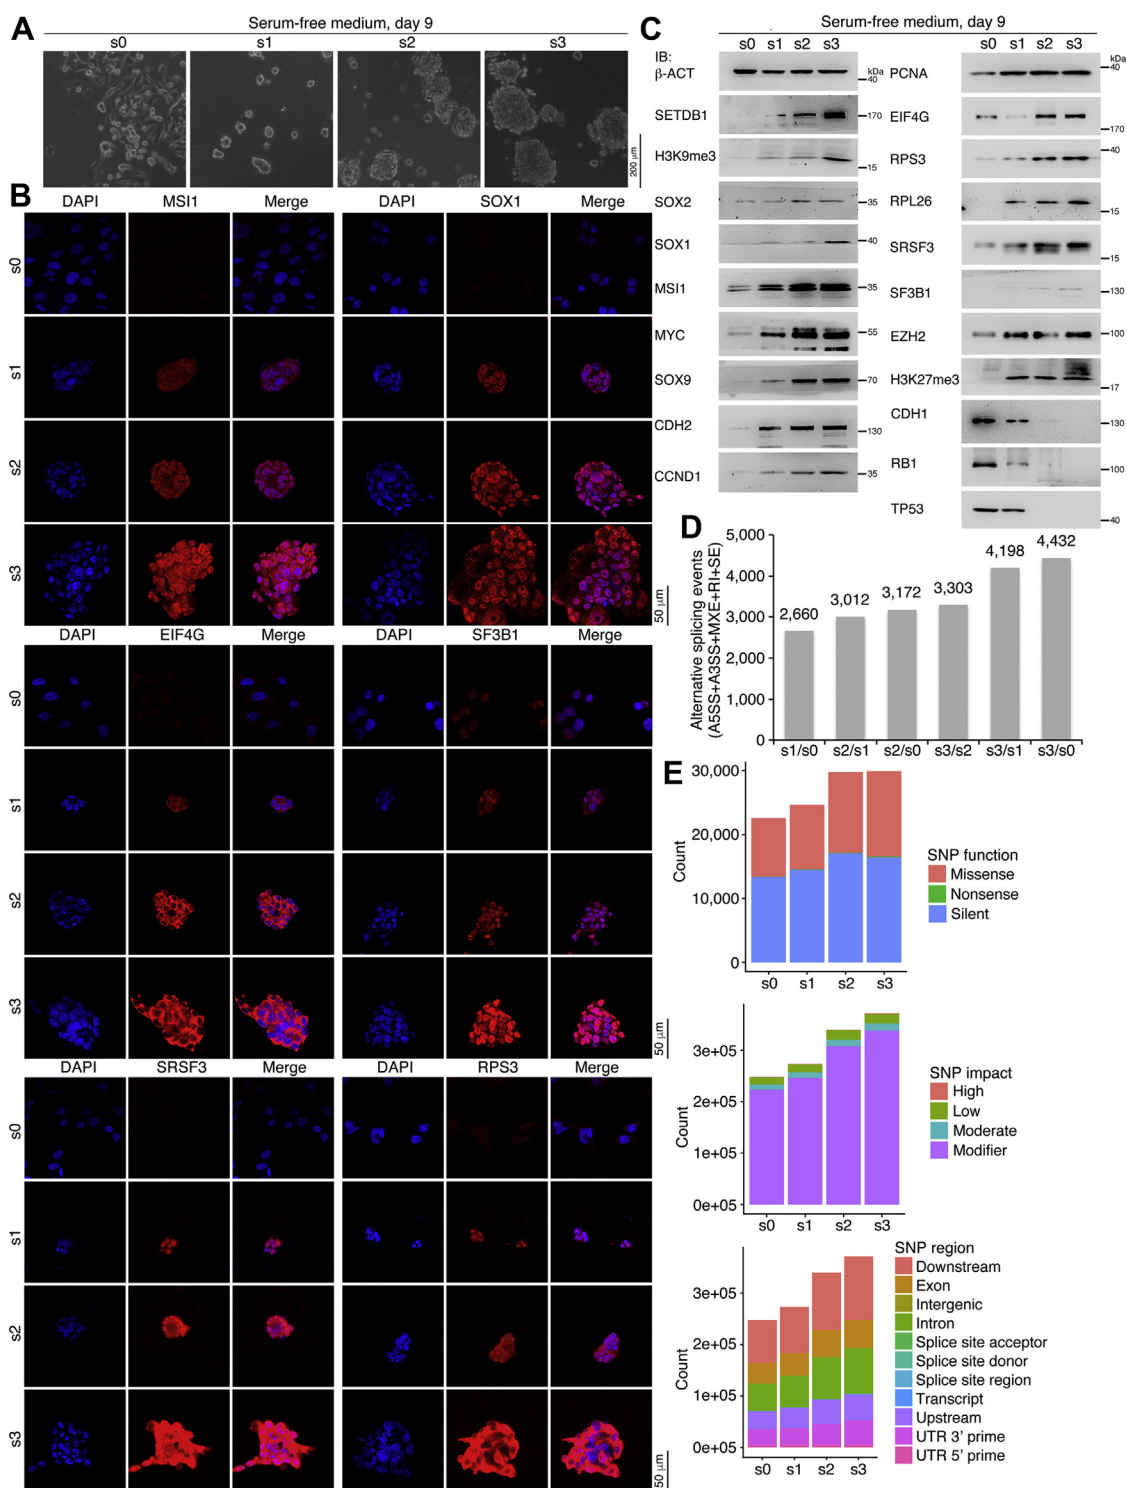 A
Serum-free medium, day 9
s0 s1 s2 s3
200 μm
B
DAPI MSI1 Merge DAPI SOX1 Merge
s0
s1
s2
s3
50 μm
DAPI EIF4G Merge DAPI SF3B1 Merge
s0
s1
s2
s3
50 μm
DAPI SRSF3 Merge DAPI RPS3 Merge
s0
s1
s2
s3
50 μm
C
Serum-free medium, day 9
s0 s1 s2 s3
IB:
β-ACT
kDa
40
SETDB1
170
H3K9me3
15
SOX2
35
SOX1
40
MSI1
35
MYC
55
SOX9
70
CDH2
130
CCND1
35
s0 s1 s2 s3
kDa
PCNA
40
EIF4G
170
RPS3
40
RPL26
15
SRSF3
15
SF3B1
130
EZH2
100
H3K27me3
17
CDH1
130
RB1
100
TP53
40
D
Alternative splicing events
(A5SS+A3SS+MXE+RI+SE)
5,000
4,000
3,000
2,000
1,000
0
2,660 3,012 3,172 3,303 4,198 4,432
s1/s0 s2/s1 s2/s0 s3/s2 s3/s1 s3/s0
E
Count
30,000
20,000
10,000
0
s0 s1 s2 s3
SNP function
Missense
Nonsense
Silent
Count
3e+05
2e+05
1e+05
0e+05
s0 s1 s2 s3
SNP impact
High
Low
Moderate
Modifier
Count
3e+05
2e+05
1e+05
0e+05
s0 s1 s2 s3
SNP region
Downstream
Exon
Intergenic
Intron
Splice site acceptor
Splice site donor
Splice site region
Transcript
Upstream
UTR 3' prime
UTR 5' prime